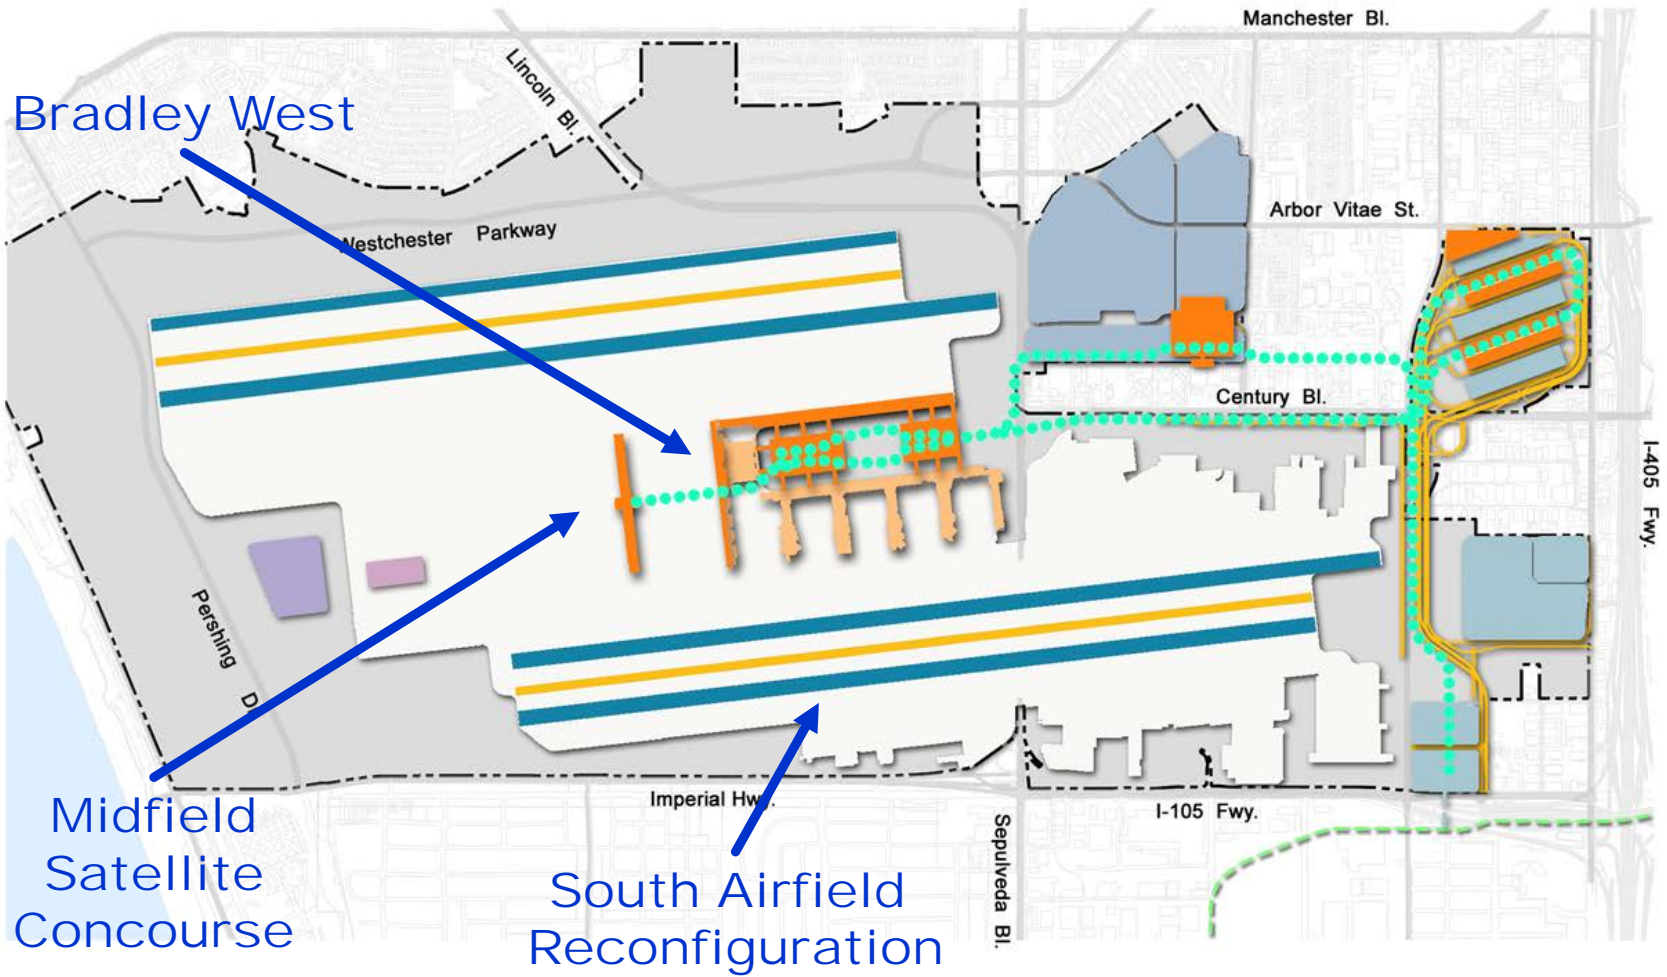 Manchester Bl.
Lincoln Bl.
Bradley West
Arbor Vitae St.
Westchester Parkway
Century Bl.
I-405 Fwy.
Pershing D
Midfield
Satellite
Concourse
Imperial Hwy.
I-105 Fwy.
Sepulveda Bl.
South Airfield
Reconfiguration